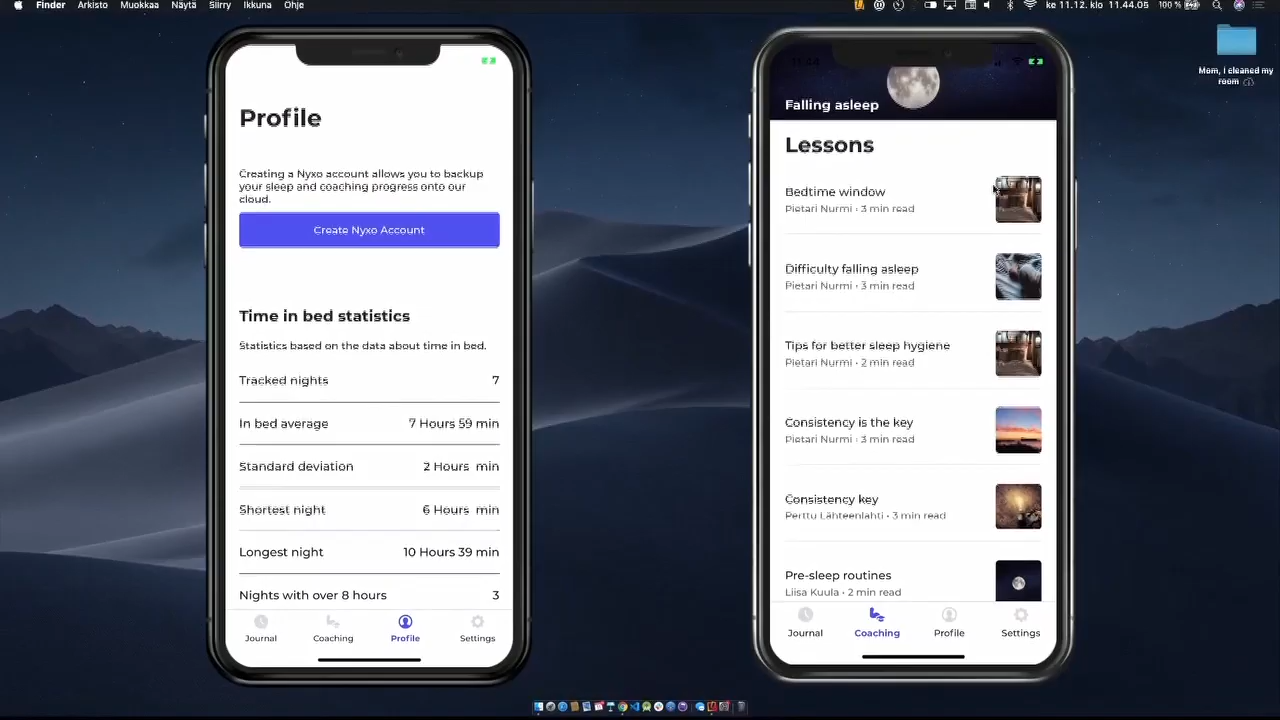 Finder Arkisto Muokkaa Näytä Siirry Ikkuna Ohje
100 % ke 11.12. klo 11.44.05
Mom, I cleaned my
room
Profile
Creating a Nyxo account allows you to backup
your sleep and coaching progress onto our
cloud.
Create Nyxo Account
Time in bed statistics
Statistics based on the data about time in bed.
Tracked nights 7
In bed average 7 Hours 59 min
Standard deviation 2 Hours min
Shortest night 6 Hours min
Longest night 10 Hours 39 min
Nights with over 8 hours 3
Journal Coaching Profile Settings
11.44
Falling asleep
Lessons
Bedtime window
Pietari Nurmi • 3 min read
Difficulty falling asleep
Pietari Nurmi • 3 min read
Tips for better sleep hygiene
Pietari Nurmi • 2 min read
Consistency is the key
Pietari Nurmi • 3 min read
Consistency key
Perttu Lähteenlahti • 3 min read
Pre-sleep routines
Liisa Kuula • 2 min read
Journal Coaching Profile Settings